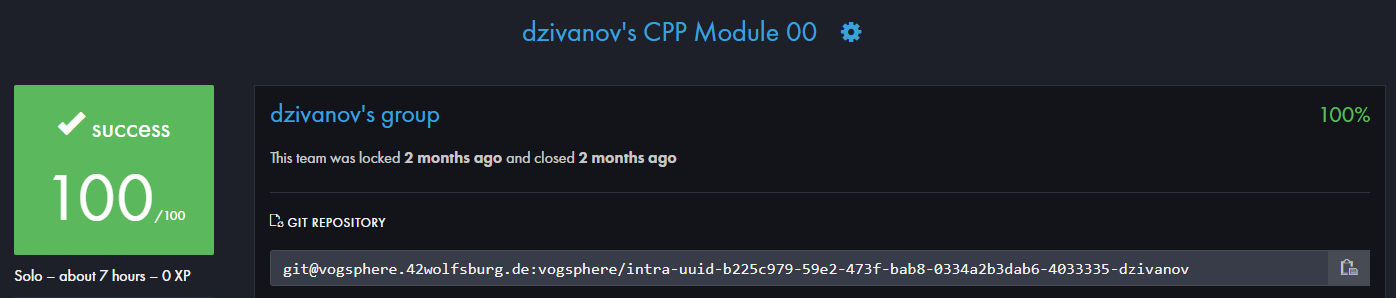 dzivanov's CPP Module 00
success
100/100
Solo – about 7 hours – 0 XP
dzivanov's group
100%
This team was locked 2 months ago and closed 2 months ago
GIT REPOSITORY
git@vogsphere.42wolfsburg.de:vogsphere/intra-uuid-b225c979-59e2-473f-bab8-0334a2b3dab6-4033335-dzivanov